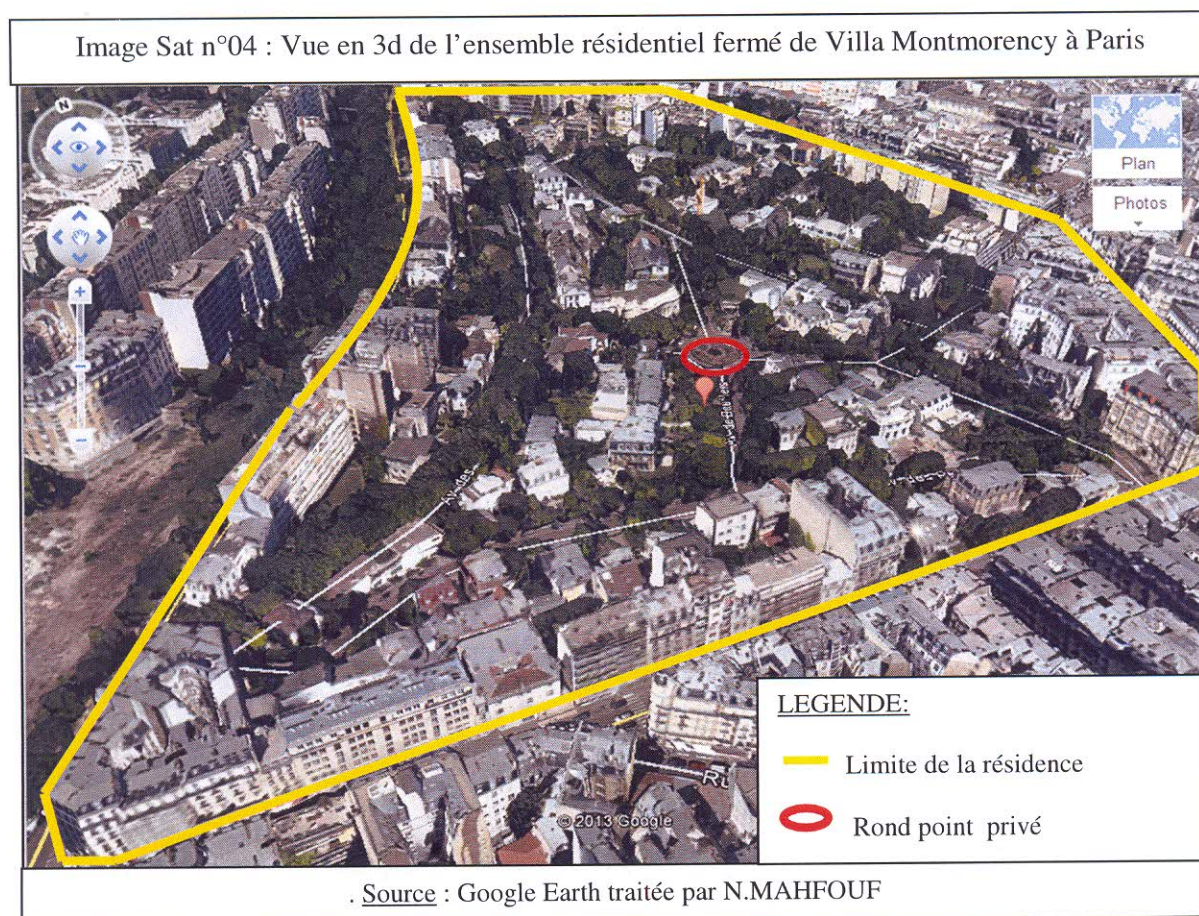 Image Sat n°04 : Vue en 3d de l'ensemble résidentiel fermé de Villa Montmorency à Paris
N
Plan
Photos
© 2013 Google
LEGENDE:
Limite de la résidence
Rond point privé
. Source : Google Earth traitée par N.MAHFOUF